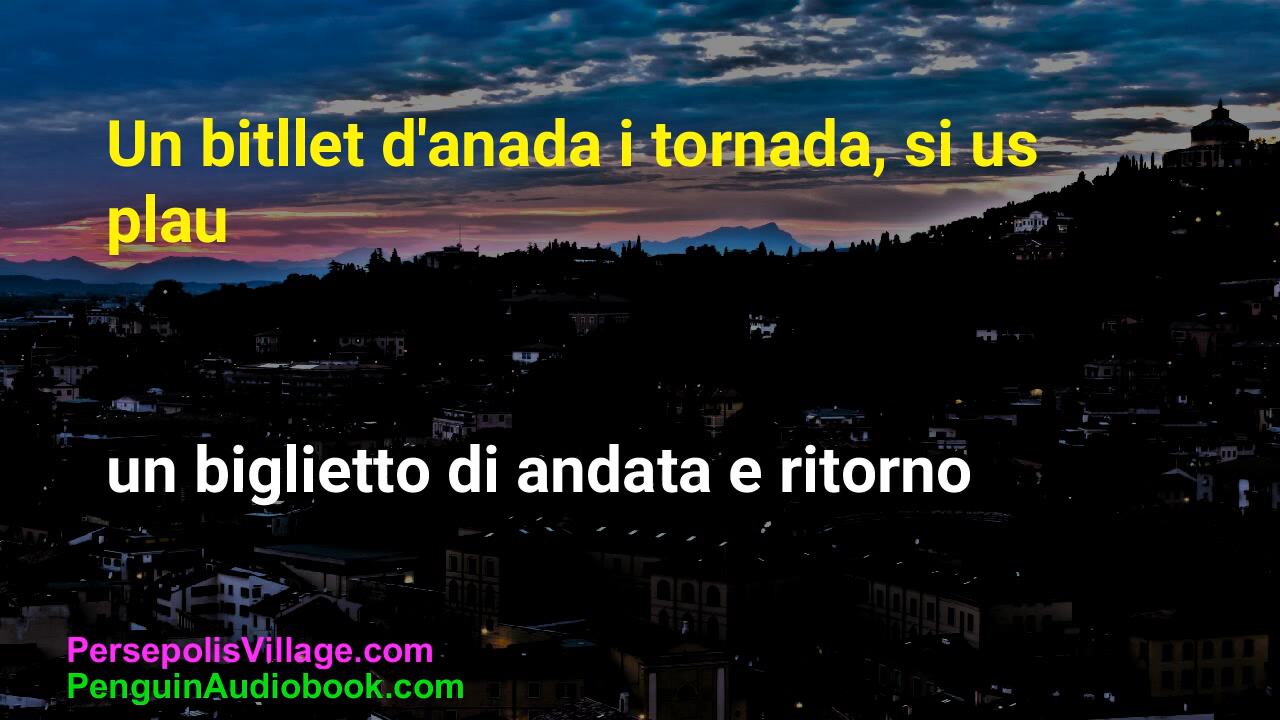 Un bitllet d'anada i tornada, si us
plau
un biglietto di andata e ritorno
PersepolisVillage.com
PenguinAudiobook.com